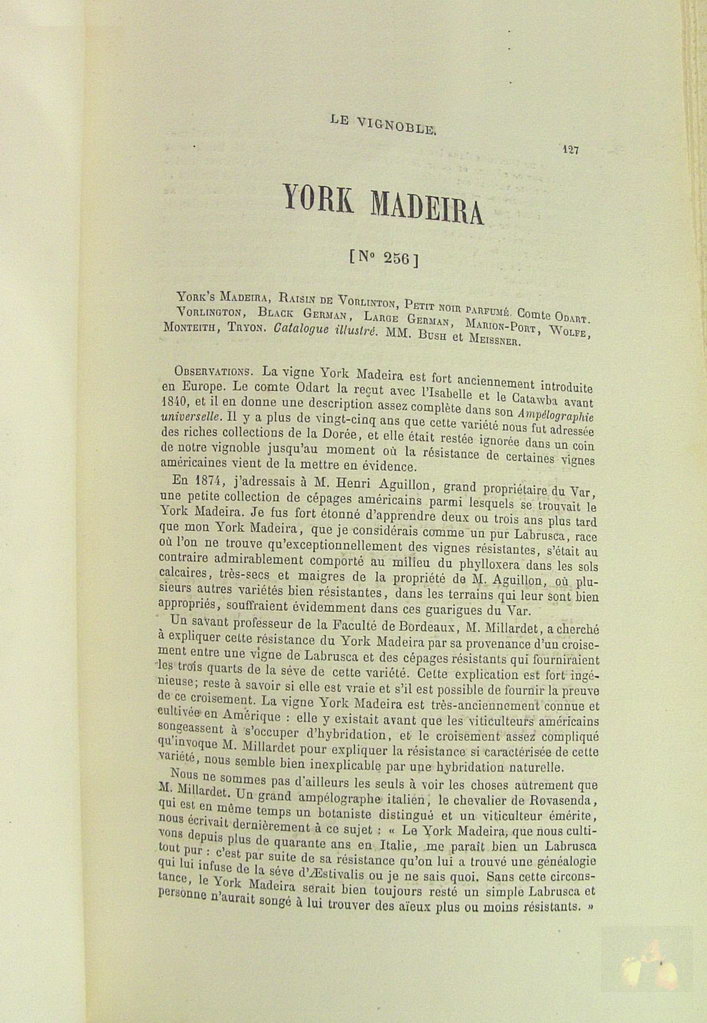 LE VIGNOBLE.
127
YORK MADEIRA
[No 256]
York's Madeira, Raisin de Vorlinton, Petit noir parfumé. Comte Odart.
Vorlington, Black German, Large German, Marion-Port, Wolfe,
Monteith, Tryon. Catalogue illustré. MM. Bush et Meissner.
Observations. La vigne York Madeira est fort anciennement introduite
en Europe. Le comte Odart la reçut avec l'Isabelle et le Catawba avant
1840, et il en donne une description assez complète dans son Ampélographie
universelle. Il y a plus de vingt-cinq ans que cette variété nous fut adressée
des riches collections de la Dorée, et elle était restée ignorée dans un coin
de notre vignoble jusqu'au moment où la résistance de certaines vignes
américaines vient de la mettre en évidence.
En 1874, j'adressais à M. Henri Aguillon, grand propriétaire du Var,
une petite collection de cépages américains parmi lesquels se trouvait le
York Madeira. Je fus fort étonné d'apprendre deux ou trois ans plus tard
que mon York Madeira, que je considérais comme un pur Labrusca, race
où l'on ne trouve qu'exceptionnellement des vignes résistantes, s'était au
contraire admirablement comporté au milieu du phylloxera dans les sols
calcaires, très-secs et maigres de la propriété de M. Aguillon, où plu-
sieurs autres variétés bien résistantes, dans les terrains qui leur sont bien
appropriés, souffraient évidemment dans ces guarigues du Var.
Un savant professeur de la Faculté de Bordeaux, M. Millardet, a cherché
à expliquer cette résistance du York Madeira par sa provenance d'un croise-
ment entre une vigne de Labrusca et des cépages résistants qui fourniraient
les trois quarts de la séve de cette variété. Cette explication est fort ingé-
nieuse; reste à savoir si elle est vraie et s'il est possible de fournir la preuve
de ce croisement. La vigne York Madeira est très-anciennement connue et
cultivée en Amérique : elle y existait avant que les viticulteurs américains
songeassent à s'occuper d'hybridation, et le croisement assez compliqué
qu'invoque M. Millardet pour expliquer la résistance si caractérisée de cette
variété, nous semble bien inexplicable par une hybridation naturelle.
Nous ne sommes pas d'ailleurs les seuls à voir les choses autrement que
M. Millardet. Un grand ampélographe italien, le chevalier de Rovasenda,
qui est en même temps un botaniste distingué et un viticulteur émérite,
nous écrivait dernièrement à ce sujet : « Le York Madeira, que nous culti-
vons depuis plus de quarante ans en Italie, me paraît bien un Labrusca
tout pur : c'est par suite de sa résistance qu'on lui a trouvé une généalogie
qui lui infuse de la séve d'Æstivalis ou je ne sais quoi. Sans cette circons-
tance, le York Madeira serait bien toujours resté un simple Labrusca et
personne n'aurait songé à lui trouver des aïeux plus ou moins résistants. »